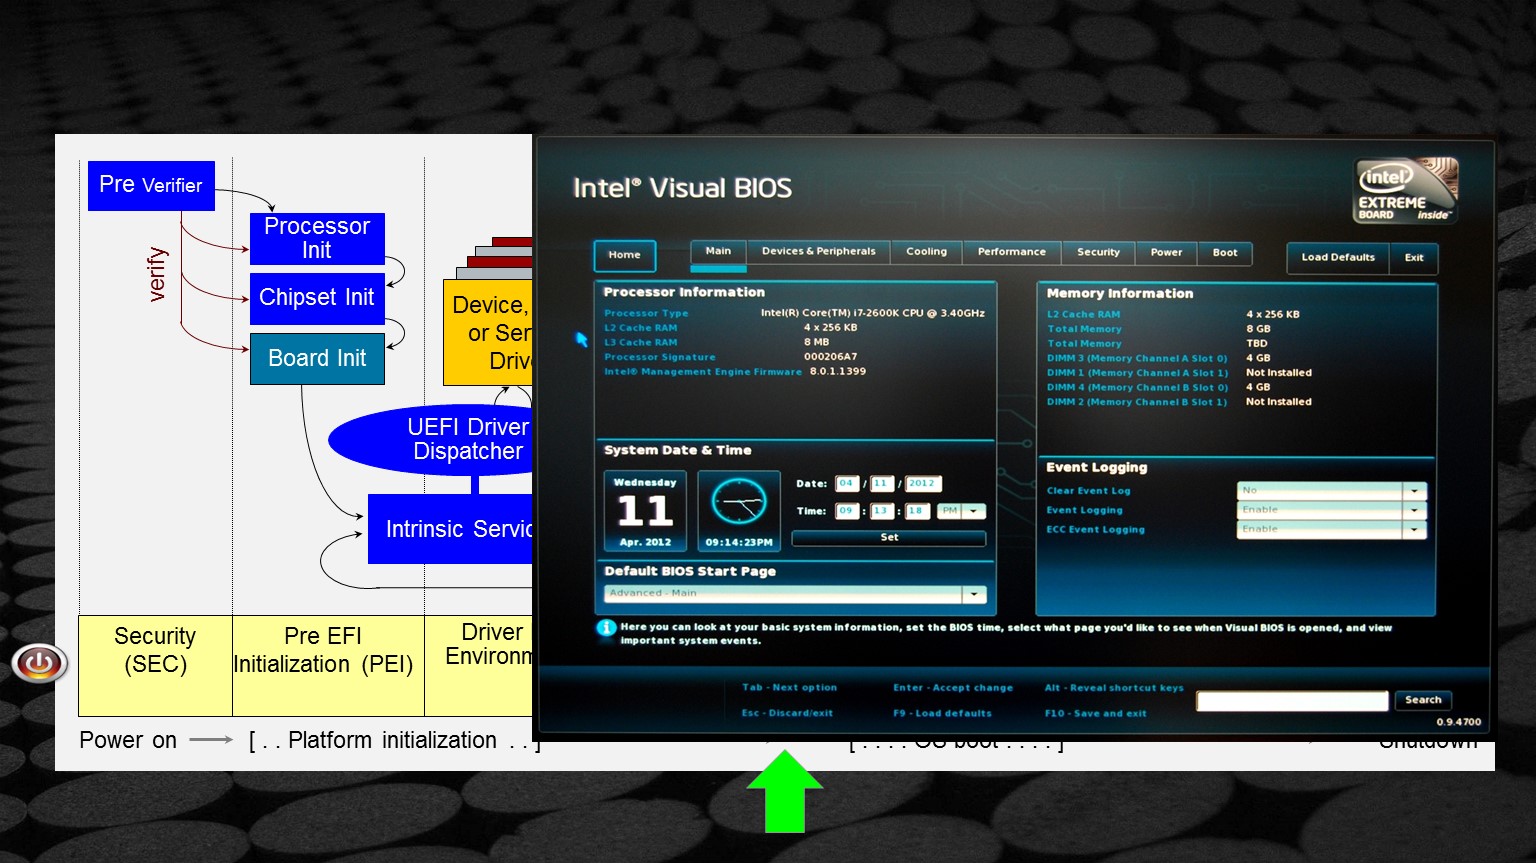 Pre Verifier
Processor
Init
verify
Chipset Init
Board Init
Device,
or Ser
Driv
UEFI Driver
Dispatcher
Intrinsic Servic
Security
(SEC)
Pre EFI
Initialization (PEI)
Driver
Environm
Power on
[ . . Platform initialization . . ]
[ . . . . OS boot . . . . ]
Shutdown
Intel® Visual BIOS
intel
EXTREME
BOARD inside™
Home
Main
Devices & Peripherals
Cooling
Performance
Security
Power
Boot
Load Defaults
Exit
Processor Information
Processor Type Intel(R) Core(TM) i7-2600K CPU @ 3.40GHz
L2 Cache RAM 4 x 256 KB
L3 Cache RAM 8 MB
Processor Signature 000206A7
Intel® Management Engine Firmware 8.0.1.1399
System Date & Time
Wednesday
11
Apr. 2012
09:14:23PM
Date: 04 / 11 / 2012
Time: 09 : 13 : 18 PM
Set
Default BIOS Start Page
Advanced - Main
Memory Information
L2 Cache RAM 4 x 256 KB
Total Memory 8 GB
Total Memory TBD
DIMM 3 (Memory Channel A Slot 0) 4 GB
DIMM 1 (Memory Channel A Slot 1) Not Installed
DIMM 4 (Memory Channel B Slot 0) 4 GB
DIMM 2 (Memory Channel B Slot 1) Not Installed
Event Logging
Clear Event Log No
Event Logging Enable
ECC Event Logging Enable
Here you can look at your basic system information, set the BIOS time, select what page you'd like to see when Visual BIOS is opened, and view
important system events.
Tab - Next option
Enter - Accept change
Alt - Reveal shortcut keys
Esc - Discard/exit
F9 - Load defaults
F10 - Save and exit
Search
0.9.4700